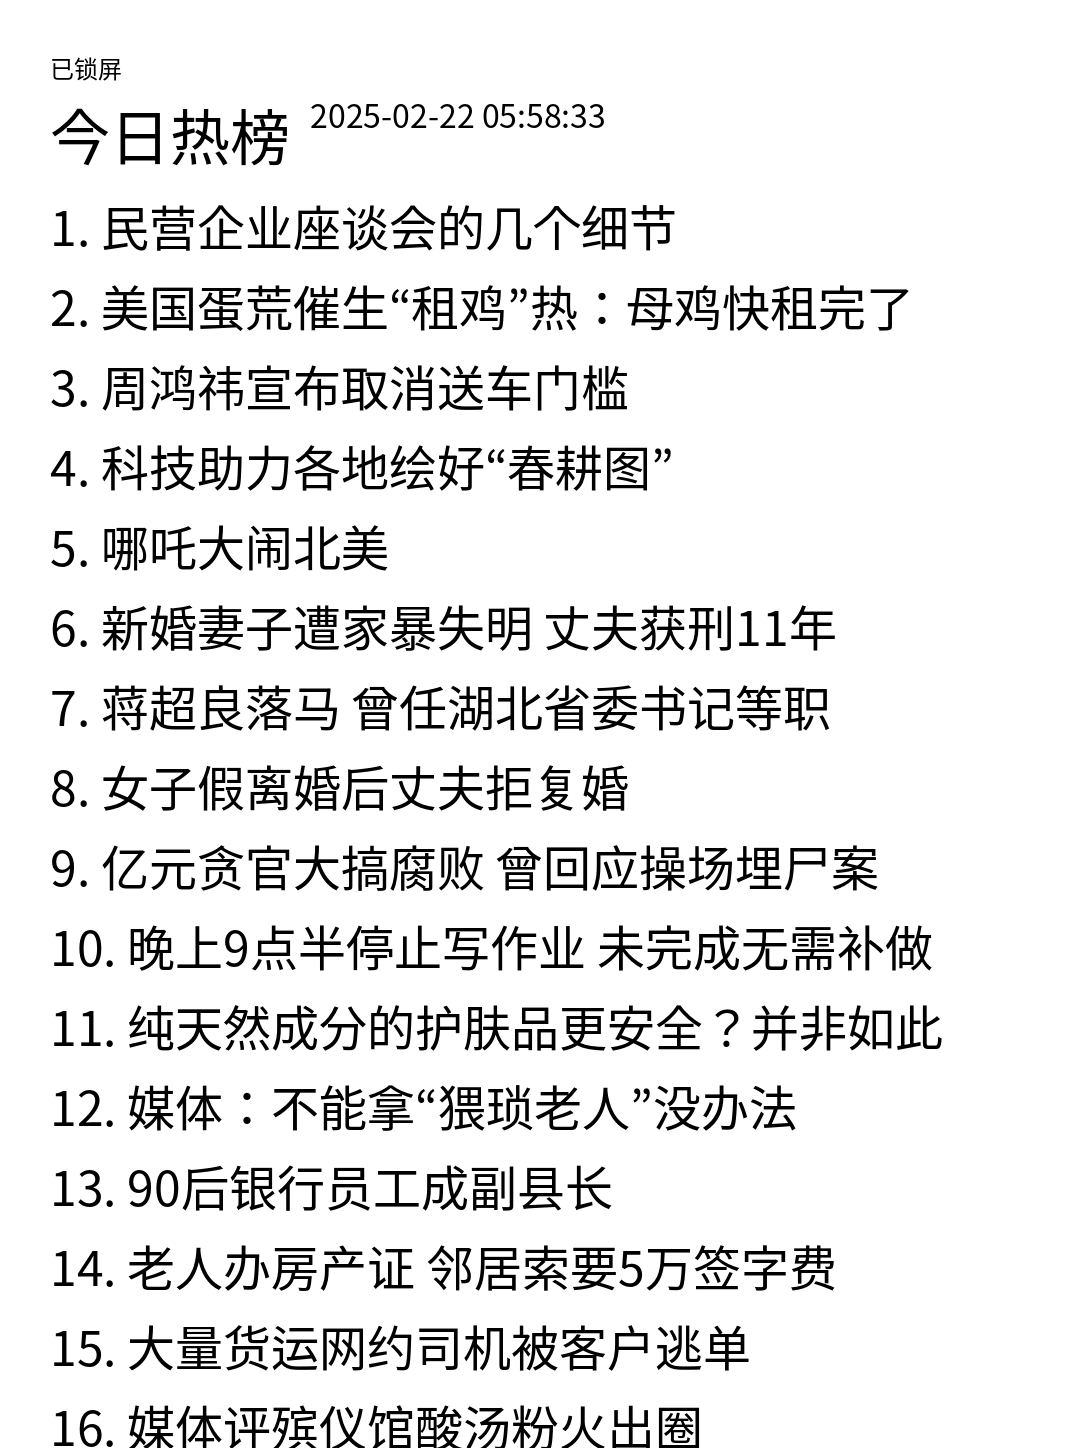 已锁屏
今日热榜 2025-02-22 05:58:33
1. 民营企业座谈会的几个细节
2. 美国蛋荒催生“租鸡”热：母鸡快租完了
3. 周鸿祎宣布取消送车门槛
4. 科技助力各地绘好“春耕图”
5. 哪吒大闹北美
6. 新婚妻子遭家暴失明 丈夫获刑11年
7. 蒋超良落马 曾任湖北省委书记等职
8. 女子假离婚后丈夫拒复婚
9. 亿元贪官大搞腐败 曾回应操场埋尸案
10. 晚上9点半停止写作业 未完成无需补做
11. 纯天然成分的护肤品更安全？并非如此
12. 媒体：不能拿“猥琐老人”没办法
13. 90后银行员工成副县长
14. 老人办房产证 邻居索要5万签字费
15. 大量货运网约司机被客户逃单
16. 媒体评殡仪馆酸汤粉火出圈